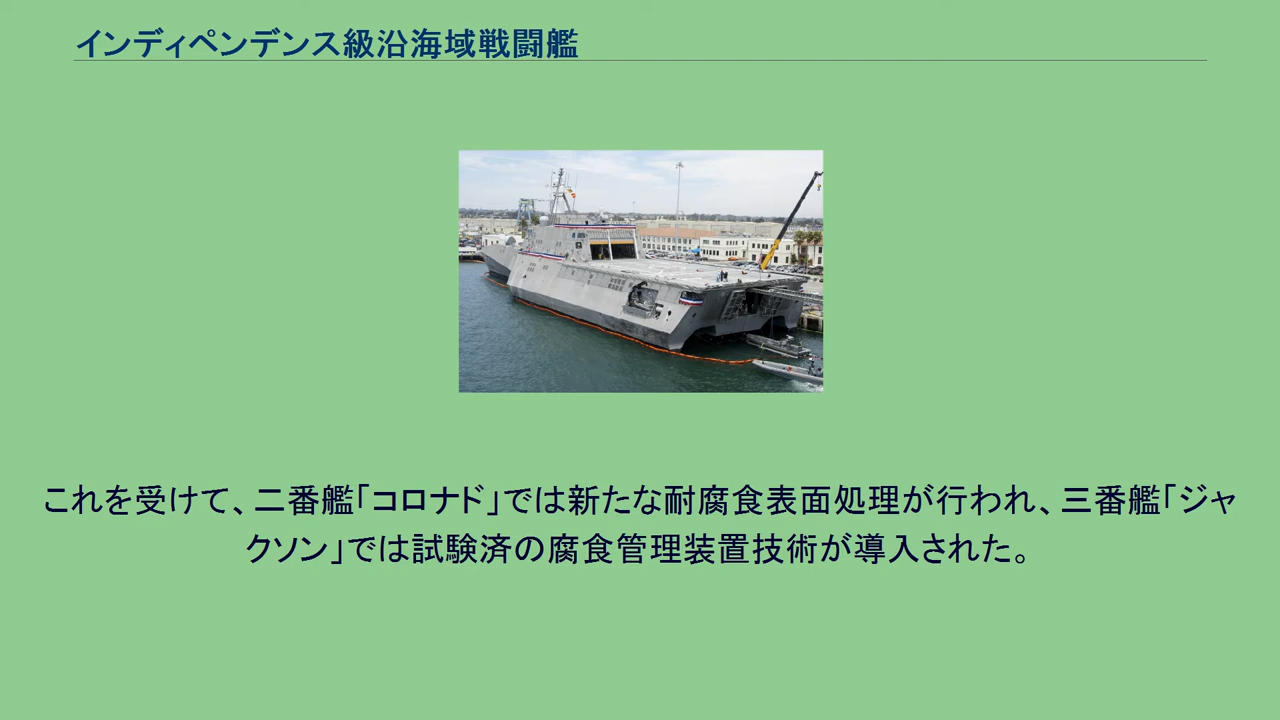 インディペンデンス級沿海域戦闘艦
これを受けて、二番艦「コロナド」では新たな耐腐食表面処理が行われ、三番艦「ジャ
クソン」では試験済の腐食管理装置技術が導入された。